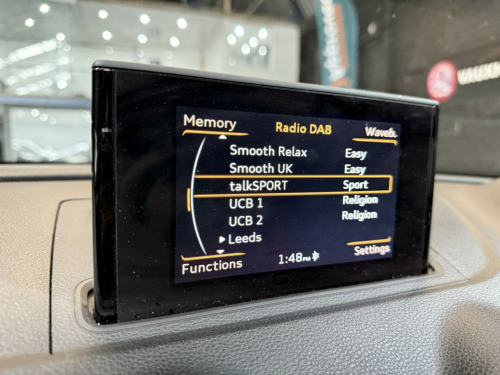 Memory
Radio DAB
Waveb.
Smooth Relax Easy
Smooth UK Easy
talkSPORT Sport
UCB 1 Religion
UCB 2 Religion
Leeds
Functions
1:48PM
Settings